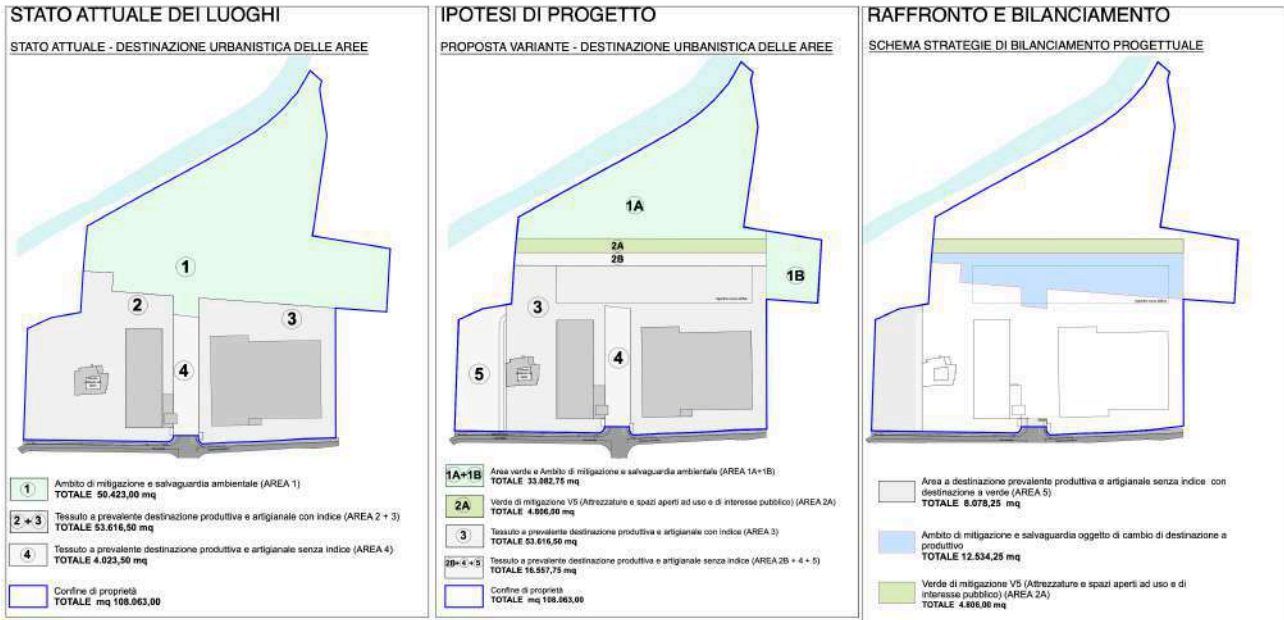 STATO ATTUALE DEI LUOGHI
STATO ATTUALE - DESTINAZIONE URBANISTICA DELLE AREE
1
2
3
4
1
Ambito di mitigazione e salvaguardia ambientale (AREA 1)
TOTALE 50.423,00 mq
2 + 3
Tessuto a prevalente destinazione produttiva e artigianale con indice (AREA 2 + 3)
TOTALE 53.616,50 mq
4
Tessuto a prevalente destinazione produttiva e artigianale senza indice (AREA 4)
TOTALE 4.023,50 mq
Confine di proprietà
TOTALE mq 108.063,00
IPOTESI DI PROGETTO
PROPOSTA VARIANTE - DESTINAZIONE URBANISTICA DELLE AREE
1A
2A
2B
1B
3
4
5
1A+1B
Area verde e Ambito di mitigazione e salvaguardia ambientale (AREA 1A+1B)
TOTALE 33.082,75 mq
2A
Verde di mitigazione V5 (Attrezzature e spazi aperti ad uso e di interesse pubblico) (AREA 2A)
TOTALE 4.806,00 mq
3
Tessuto a prevalente destinazione produttiva e artigianale con indice (AREA 3)
TOTALE 53.616,50 mq
2B+ 4 + 5
Tessuto a prevalente destinazione produttiva e artigianale senza indice (AREA 2B + 4 + 5)
TOTALE 16.557,75 mq
Confine di proprietà
TOTALE mq 108.063,00
RAFFRONTO E BILANCIAMENTO
SCHEMA STRATEGIE DI BILANCIAMENTO PROGETTUALE
Area a destinazione prevalente produttiva e artigianale senza indice con
destinazione a verde (AREA 5)
TOTALE 8.078,25 mq
Ambito di mitigazione e salvaguardia oggetto di cambio di destinazione a
produttivo
TOTALE 12.534,25 mq
Verde di mitigazione V5 (Attrezzature e spazi aperti ad uso e di
interesse pubblico) (AREA 2A)
TOTALE 4.806,00 mq